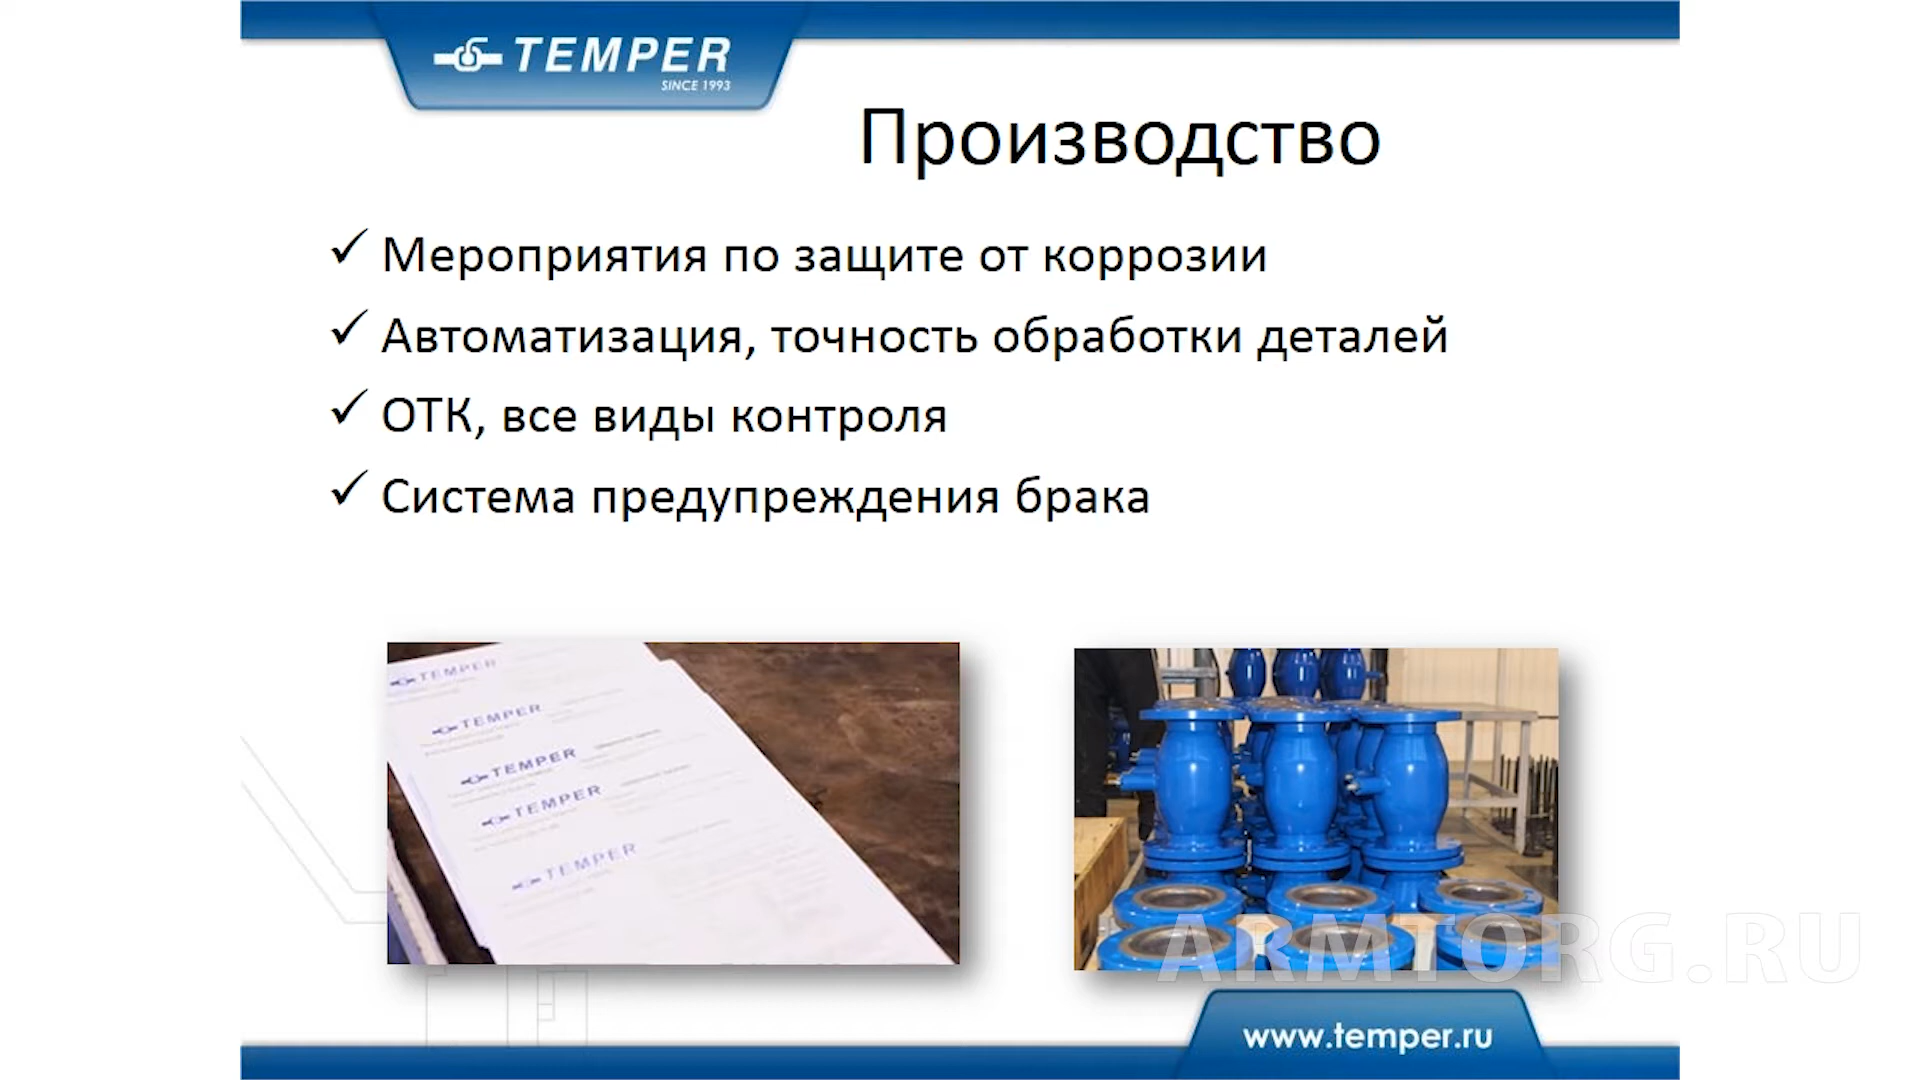 TEMPER
SINCE 1993
Производство
✓ Мероприятия по защите от коррозии
✓ Автоматизация, точность обработки деталей
✓ ОТК, все виды контроля
✓ Система предупреждения брака
TEMPER
TEMPER
TEMPER
TEMPER
TEMPER
ARMTORG.RU
www.temper.ru